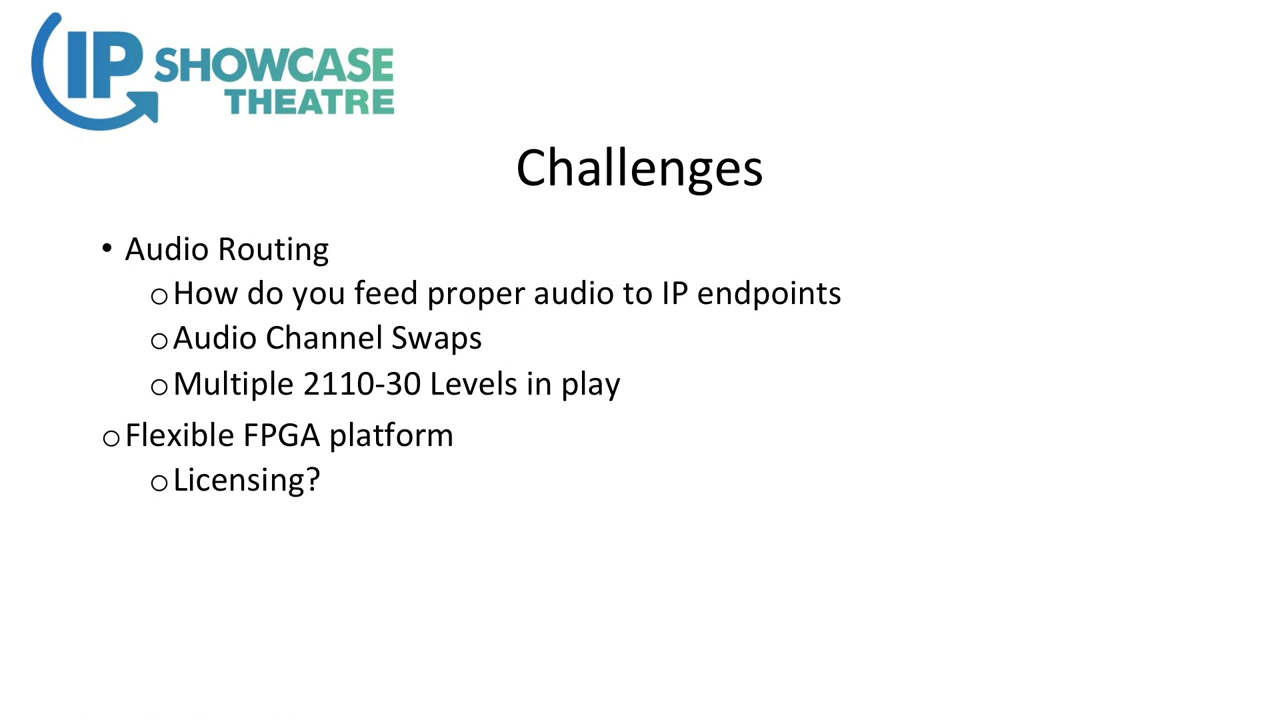 IP SHOWCASE
THEATRE
Challenges
• Audio Routing
o How do you feed proper audio to IP endpoints
o Audio Channel Swaps
o Multiple 2110-30 Levels in play
o Flexible FPGA platform
o Licensing?